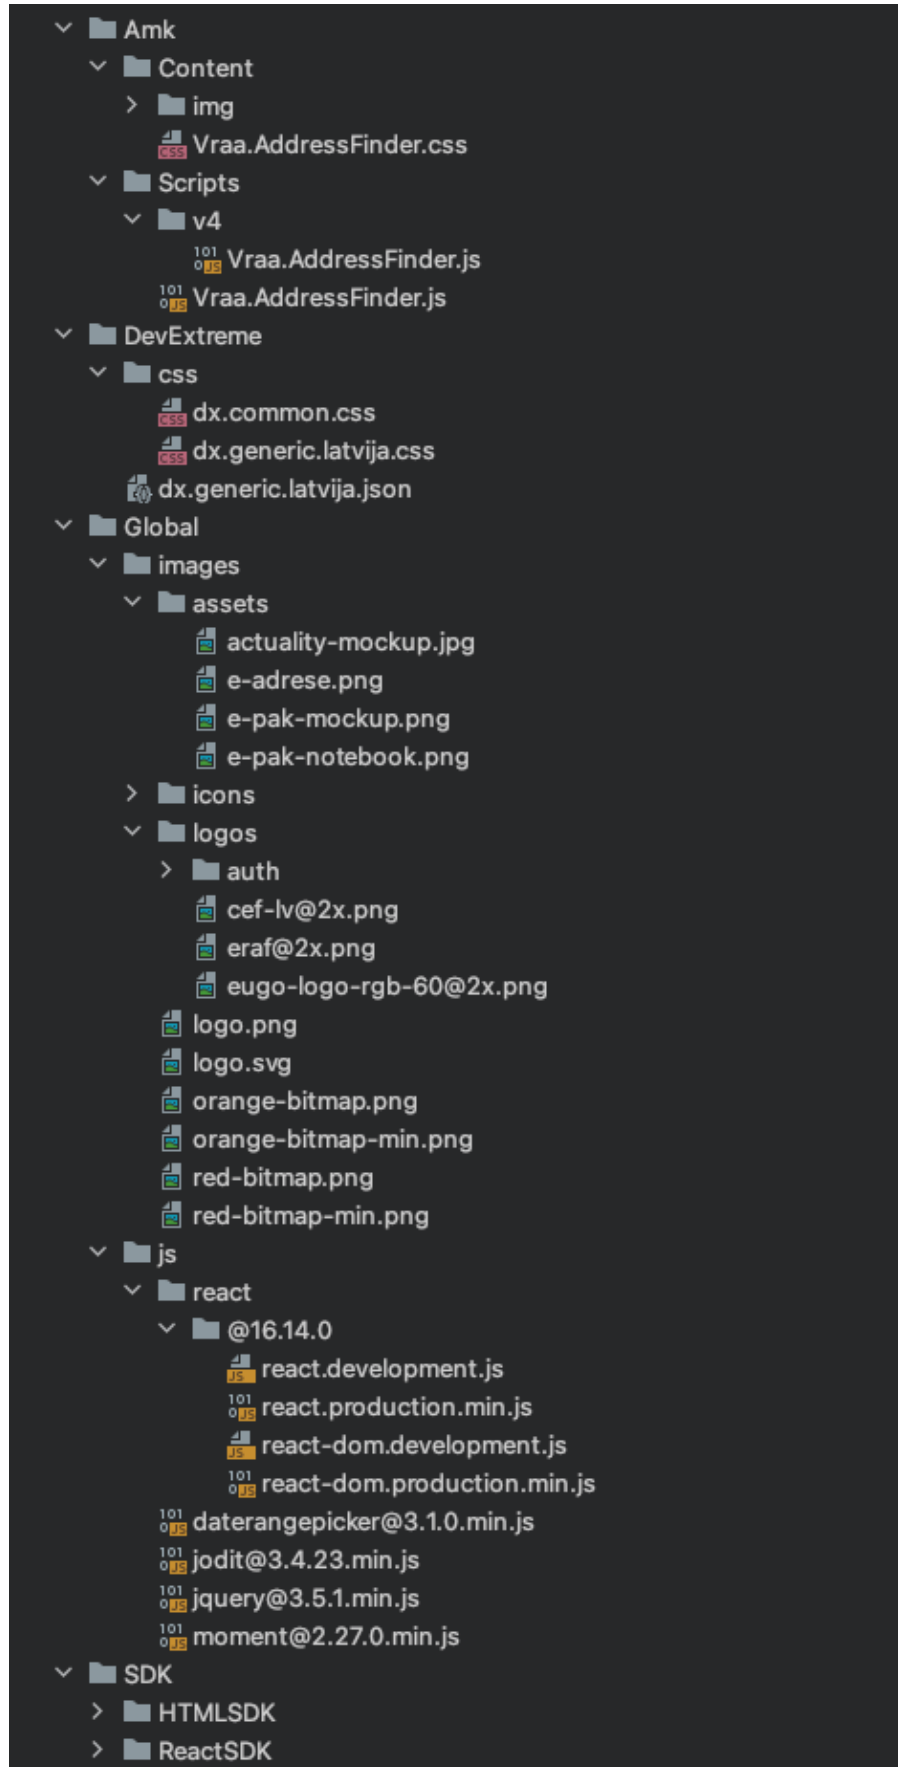 Amk
Content
img
Vraa.AddressFinder.css
Scripts
v4
Vraa.AddressFinder.js
Vraa.AddressFinder.js
DevExtreme
css
dx.common.css
dx.generic.latvija.css
dx.generic.latvija.json
Global
images
assets
actuality-mockup.jpg
e-adrese.png
e-pak-mockup.png
e-pak-notebook.png
icons
logos
auth
cef-lv@2x.png
eraf@2x.png
eugo-logo-rgb-60@2x.png
logo.png
logo.svg
orange-bitmap.png
orange-bitmap-min.png
red-bitmap.png
red-bitmap-min.png
js
react
@16.14.0
react.development.js
react.production.min.js
react-dom.development.js
react-dom.production.min.js
daterangepicker@3.1.0.min.js
jodit@3.4.23.min.js
jquery@3.5.1.min.js
moment@2.27.0.min.js
SDK
HTMLSDK
ReactSDK